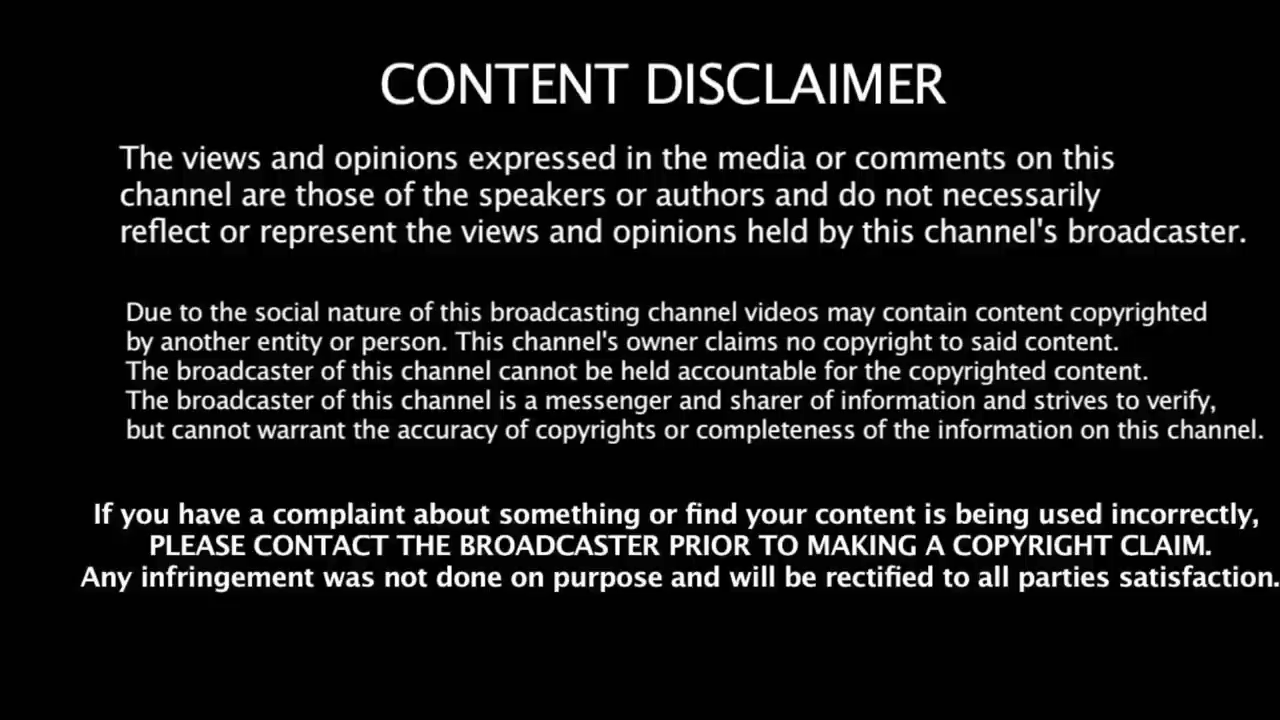 CONTENT DISCLAIMER
The views and opinions expressed in the media or comments on this
channel are those of the speakers or authors and do not necessarily
reflect or represent the views and opinions held by this channel's broadcaster.
Due to the social nature of this broadcasting channel videos may contain content copyrighted
by another entity or person. This channel's owner claims no copyright to said content.
The broadcaster of this channel cannot be held accountable for the copyrighted content.
The broadcaster of this channel is a messenger and sharer of information and strives to verify,
but cannot warrant the accuracy of copyrights or completeness of the information on this channel.
If you have a complaint about something or find your content is being used incorrectly,
PLEASE CONTACT THE BROADCASTER PRIOR TO MAKING A COPYRIGHT CLAIM.
Any infringement was not done on purpose and will be rectified to all parties satisfaction.